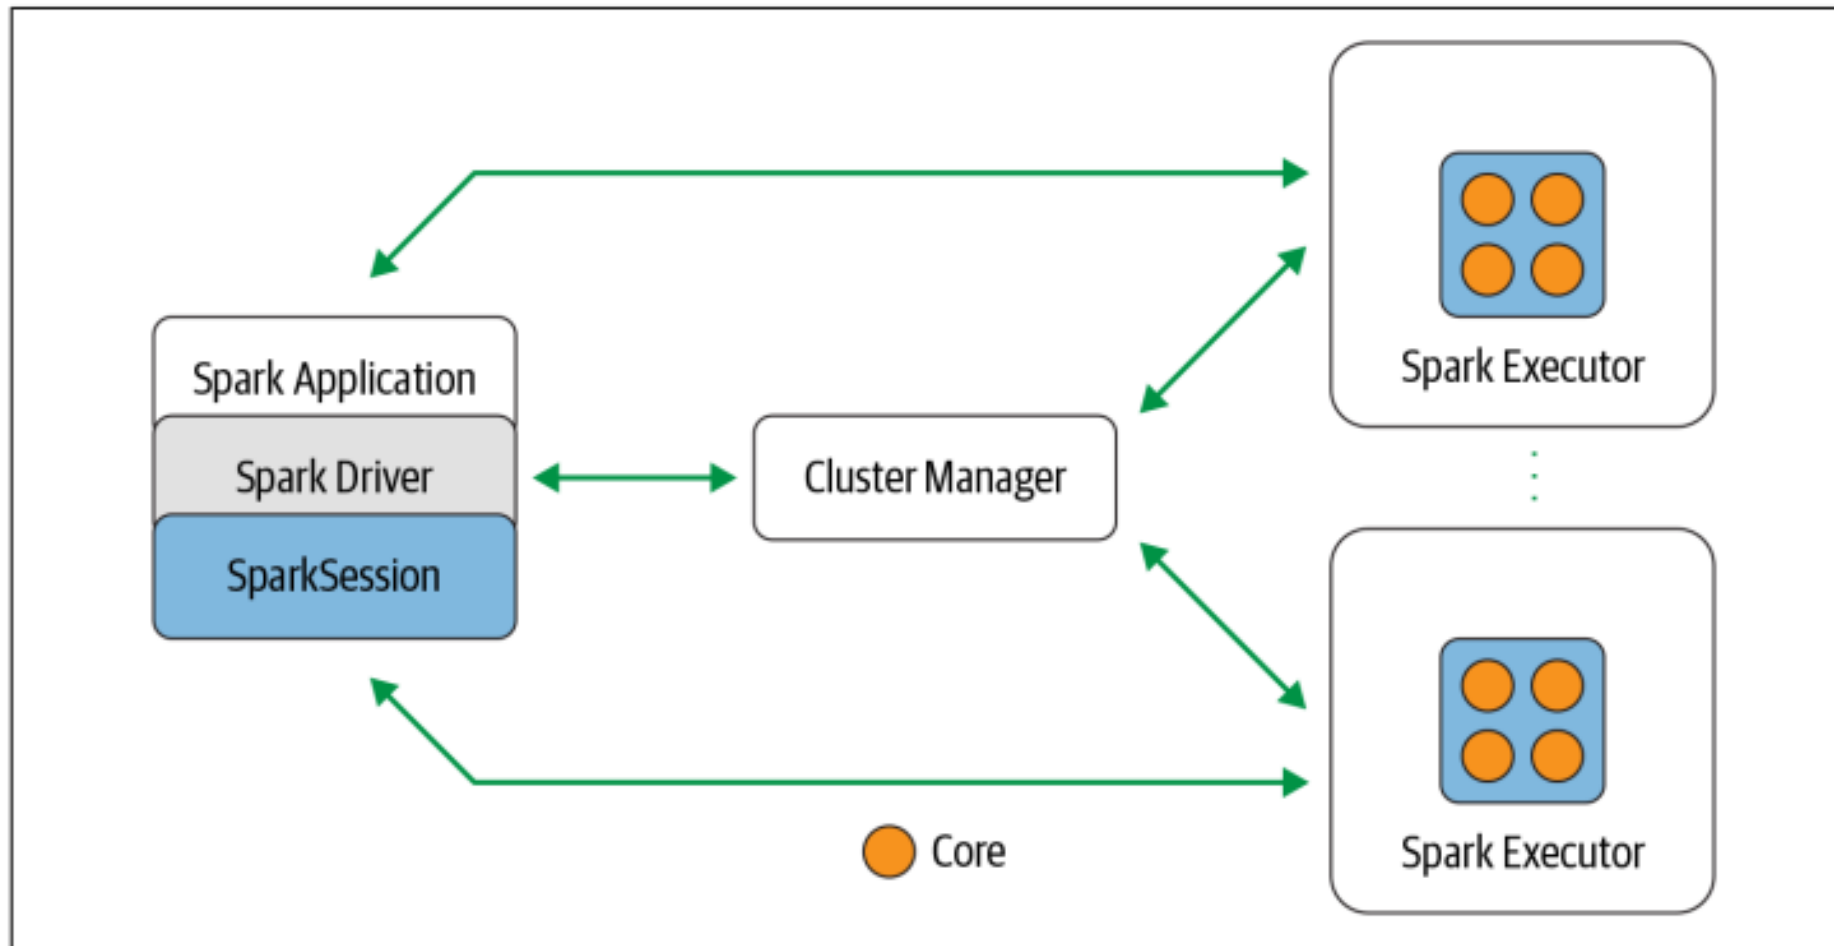 Spark Application
Spark Driver
SparkSession
Cluster Manager
Spark Executor
Spark Executor
Core